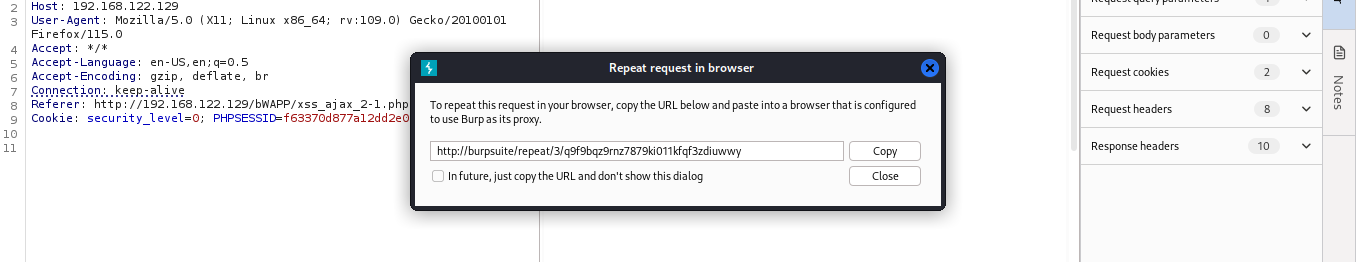 2 Host: 192.168.122.129
3 User-Agent: Mozilla/5.0 (X11; Linux x86_64; rv:109.0) Gecko/20100101
Firefox/115.0
4 Accept: */*
5 Accept-Language: en-US,en;q=0.5
6 Accept-Encoding: gzip, deflate, br
7 Connection: keep-alive
8 Referer: http://192.168.122.129/bWAPP/xss_ajax_2-1.php
9 Cookie: security_level=0; PHPSESSID=f63370d877a12dd2e0
10
11
Repeat request in browser
To repeat this request in your browser, copy the URL below and paste into a browser that is configured
to use Burp as its proxy.
http://burpsuite/repeat/3/q9f9bqz9rnz7879ki011kfqf3zdiuwwy
Copy
In future, just copy the URL and don't show this dialog
Close
Request query parameters
Request body parameters 0
Request cookies 2
Request headers 8
Response headers 10
Notes